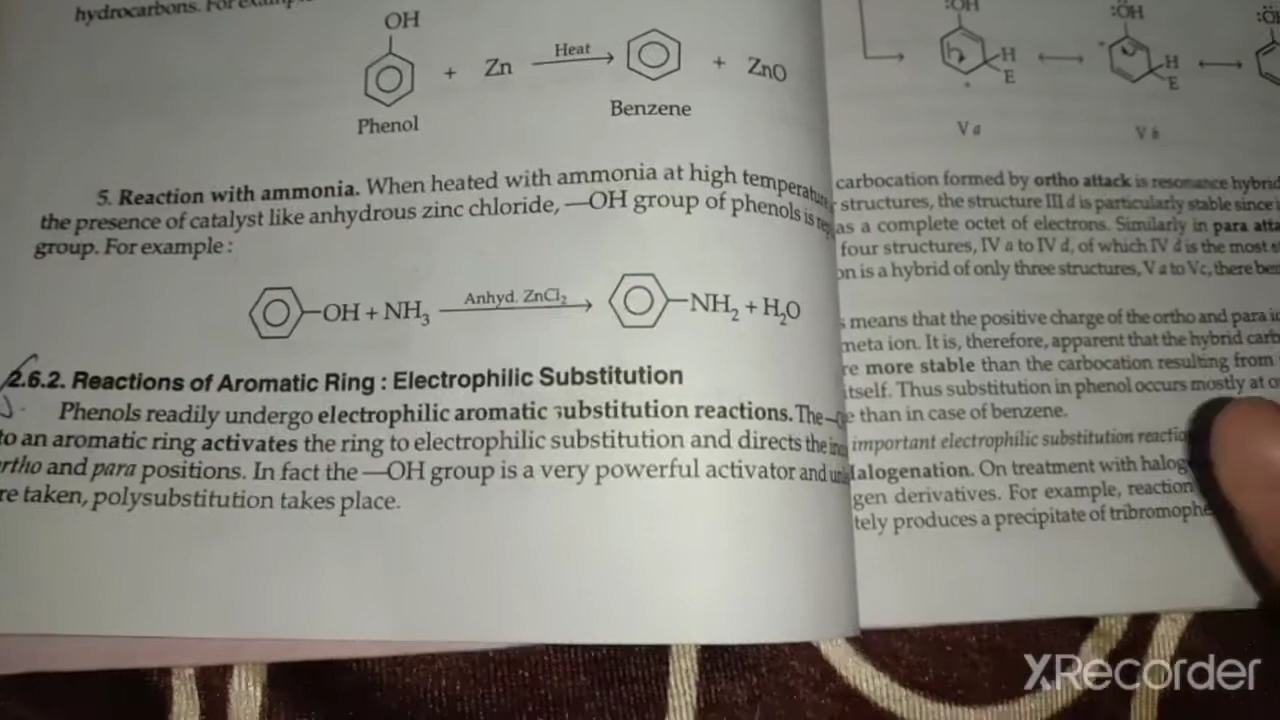 hydrocarbons. For
OH
+ Zn Heat + ZnO
Phenol
Benzene
5. Reaction with ammonia. When heated with ammonia at high temperature
the presence of catalyst like anhydrous zinc chloride, —OH group of phenols is
group. For example :
—OH + NH3 Anhyd. ZnCl2 —NH2 + H2O
2.6.2. Reactions of Aromatic Ring : Electrophilic Substitution
Phenols readily undergo electrophilic aromatic substitution reactions. The
to an aromatic ring activates the ring to electrophilic substitution and directs the
and para positions. In fact the —OH group is a very powerful activator and
taken, polysubstitution takes place.
:OH
:OH
H
E
H
E
V a
V b
carbocation formed by ortho attack is resonance hybrid
structures, the structure III d is particularly stable since
as a complete octet of electrons. Similarly in para
four structures, IV a to IV d, of which IV d is the most
is a hybrid of only three structures, V a to Vc, there
means that the positive charge of the ortho and para
meta ion. It is, therefore, apparent that the hybrid
more stable than the carbocation resulting from
itself. Thus substitution in phenol occurs mostly at
than in case of benzene.
important electrophilic substitution
On treatment with
gen derivatives. For example, reaction
tely produces a precipitate of
XRecorder